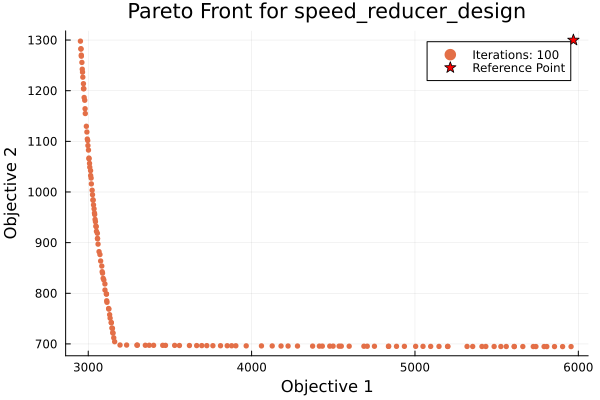 Pareto Front for speed_reducer_design
Iterations: 100
Reference Point
Objective 2
1300
1200
1100
1000
900
800
700
3000 4000 5000 6000
Objective 1